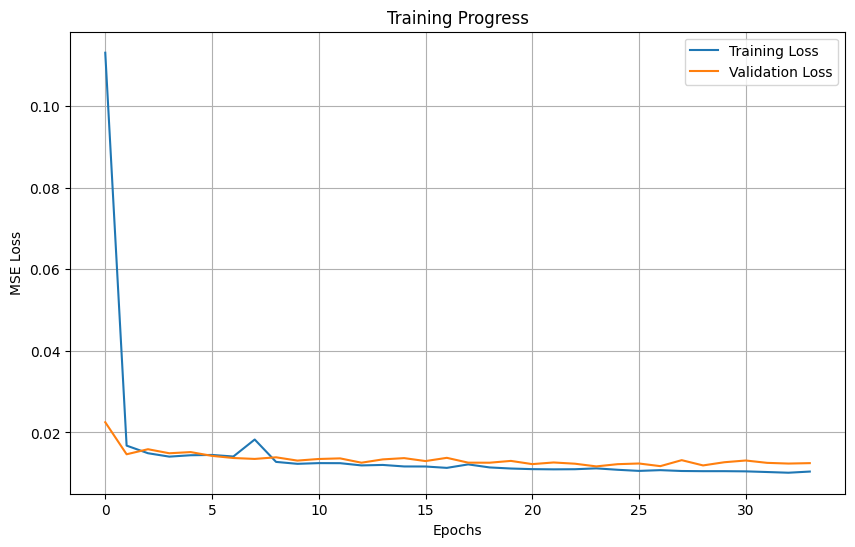 Training Progress
Training Loss
Validation Loss
0.10
0.08
0.06
0.04
0.02
MSE Loss
0 5 10 15 20 25 30
Epochs